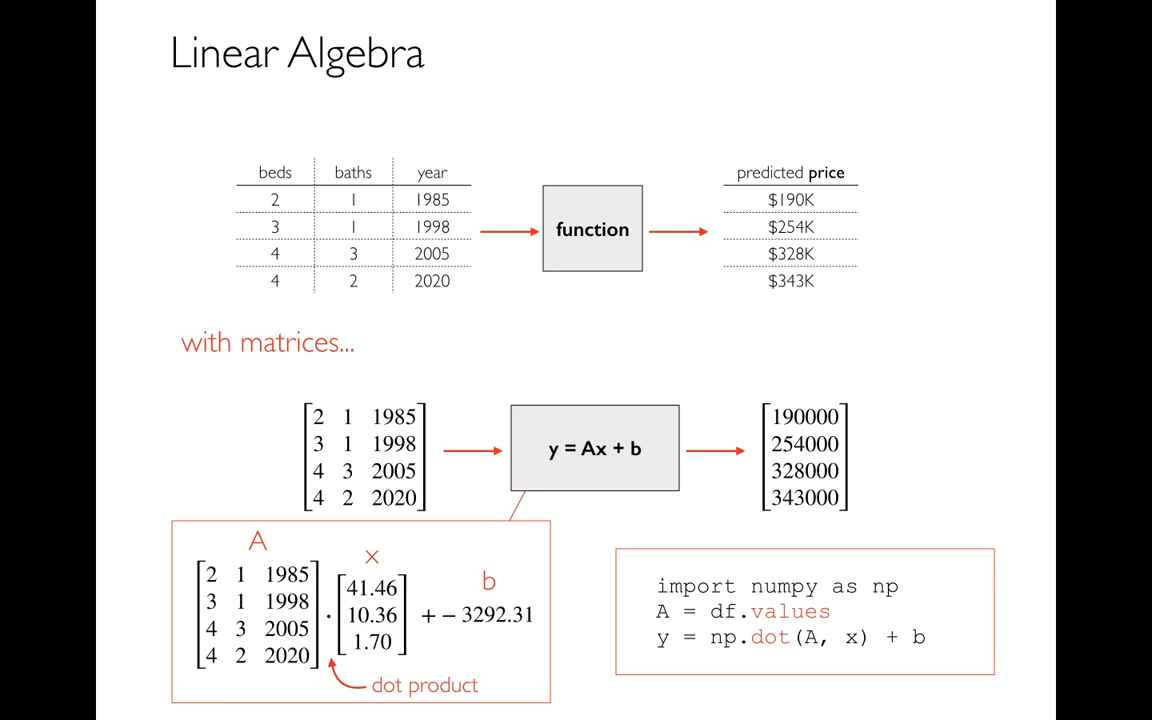 Linear Algebra
beds baths year
2 1 1985
3 1 1998
4 3 2005
4 2 2020
function
predicted price
$190K
$254K
$328K
$343K
with matrices...
2 1 1985
3 1 1998
4 3 2005
4 2 2020
y = Ax + b
190000
254000
328000
343000
A
2 1 1985
3 1 1998
4 3 2005
4 2 2020
·
x
41.46
10.36
1.70
b
+ − 3292.31
dot product
import numpy as np
A = df.values
y = np.dot(A, x) + b